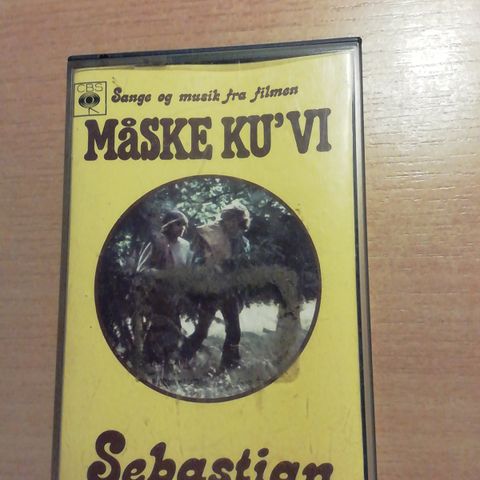 CBS
Sange og musik fra filmen
MåSKE KU' VI
Sebastian